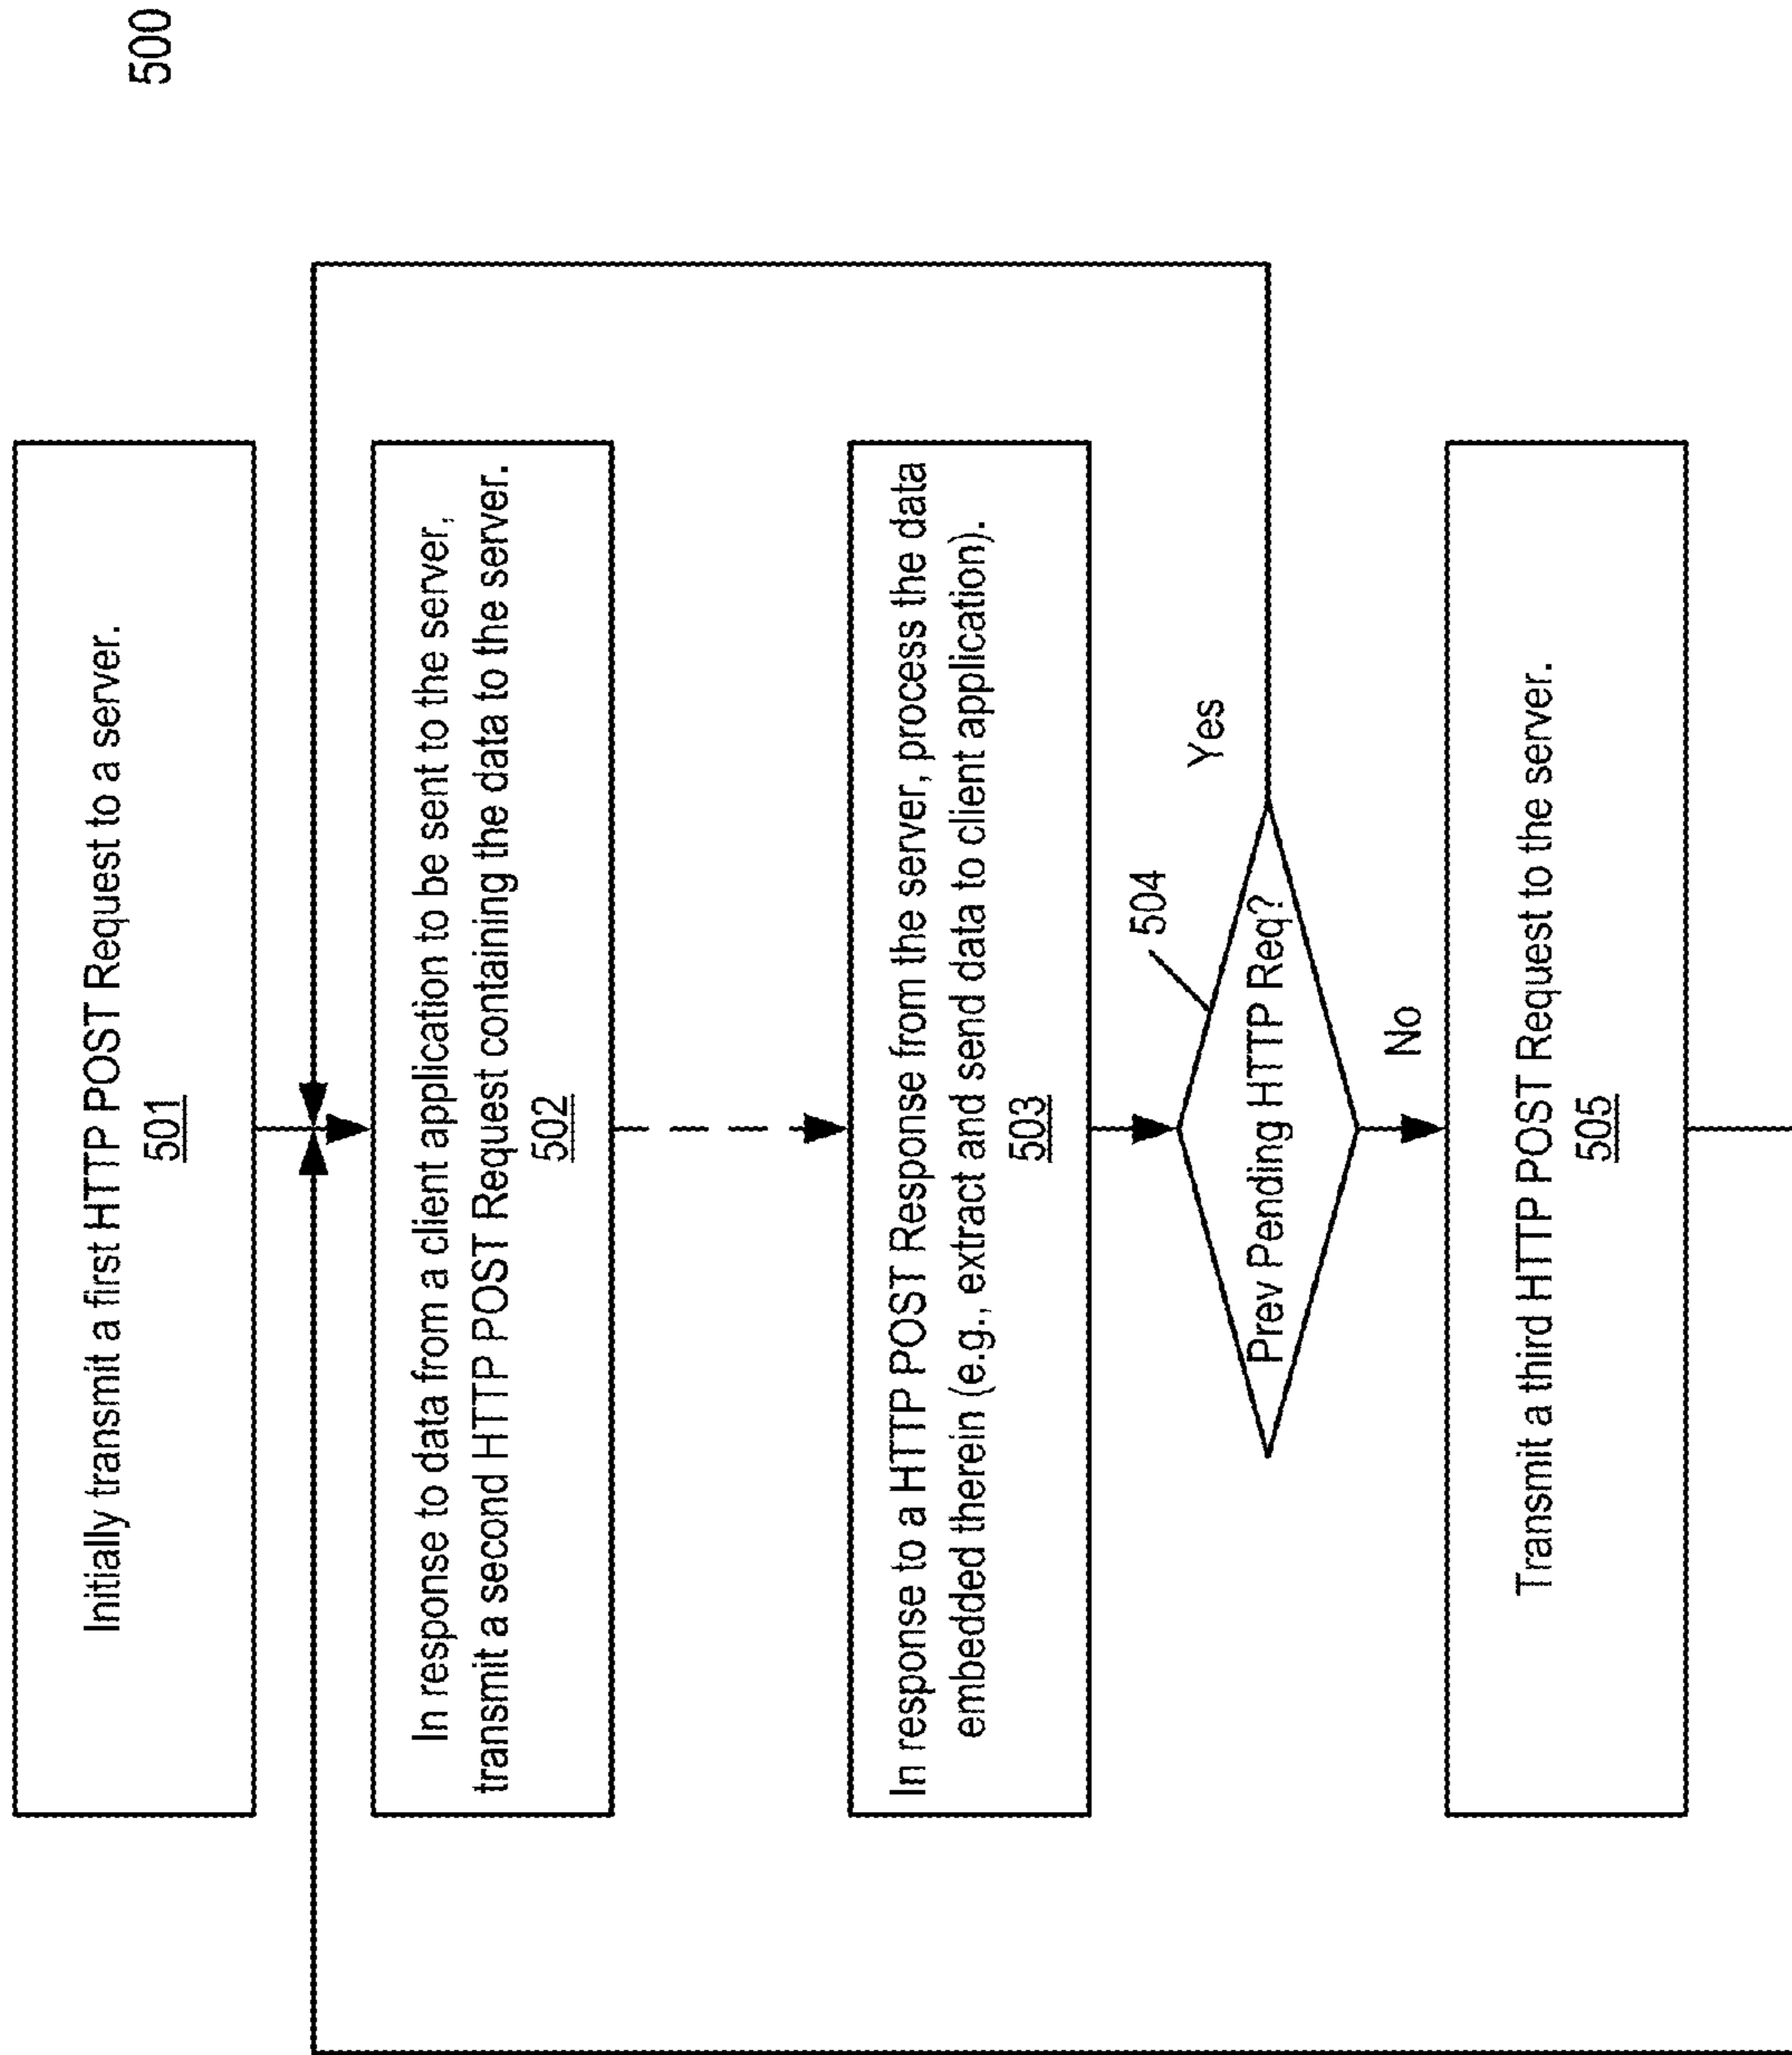 500
Initially transmit a first HTTP POST Request to a server.
501
In response to data from a client application to be sent to the server,
transmit a second HTTP POST Request containing the data to the server.
502
In response to a HTTP POST Response from the server, process the data
embedded therein (e.g., extract and send data to client application).
503
504
Prev Pending HTTP Req?
Yes
No
Transmit a third HTTP POST Request to the server.
505